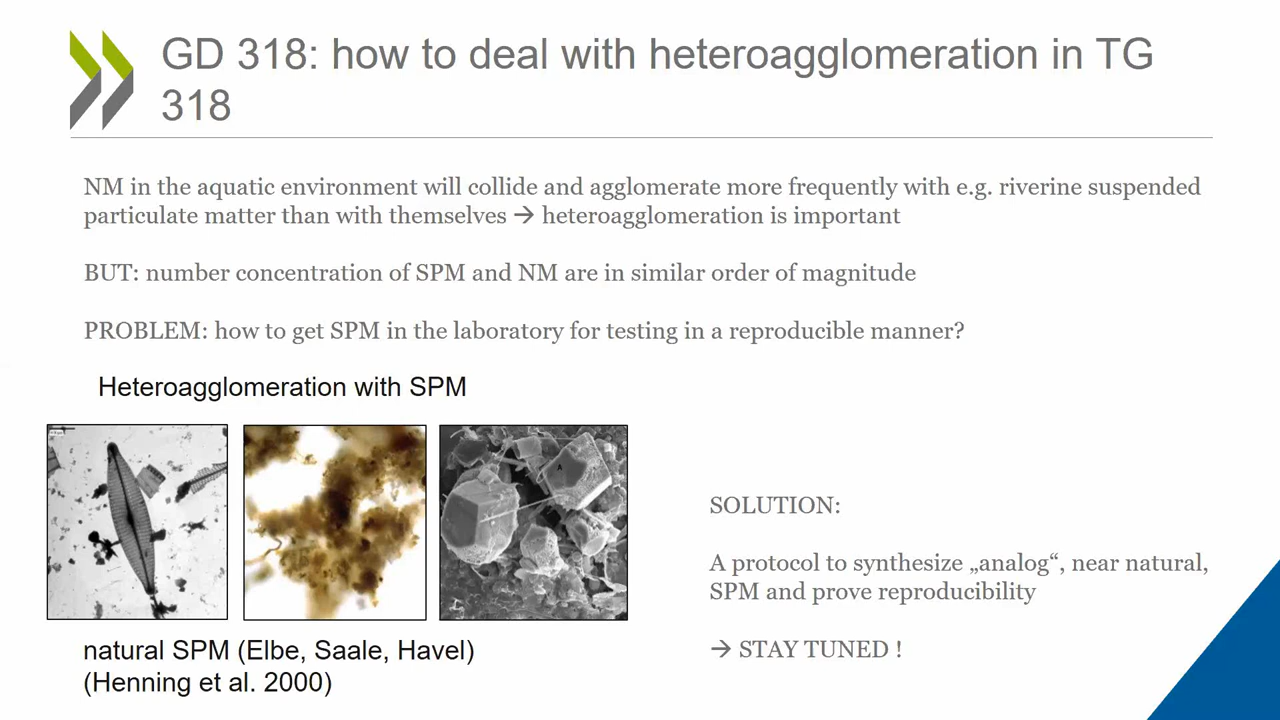 GD 318: how to deal with heteroagglomeration in TG
318
NM in the aquatic environment will collide and agglomerate more frequently with e.g. riverine suspended
particulate matter than with themselves → heteroagglomeration is important
BUT: number concentration of SPM and NM are in similar order of magnitude
PROBLEM: how to get SPM in the laboratory for testing in a reproducible manner?
Heteroagglomeration with SPM
A
natural SPM (Elbe, Saale, Havel)
(Henning et al. 2000)
SOLUTION:
A protocol to synthesize „analog“, near natural,
SPM and prove reproducibility
→ STAY TUNED !